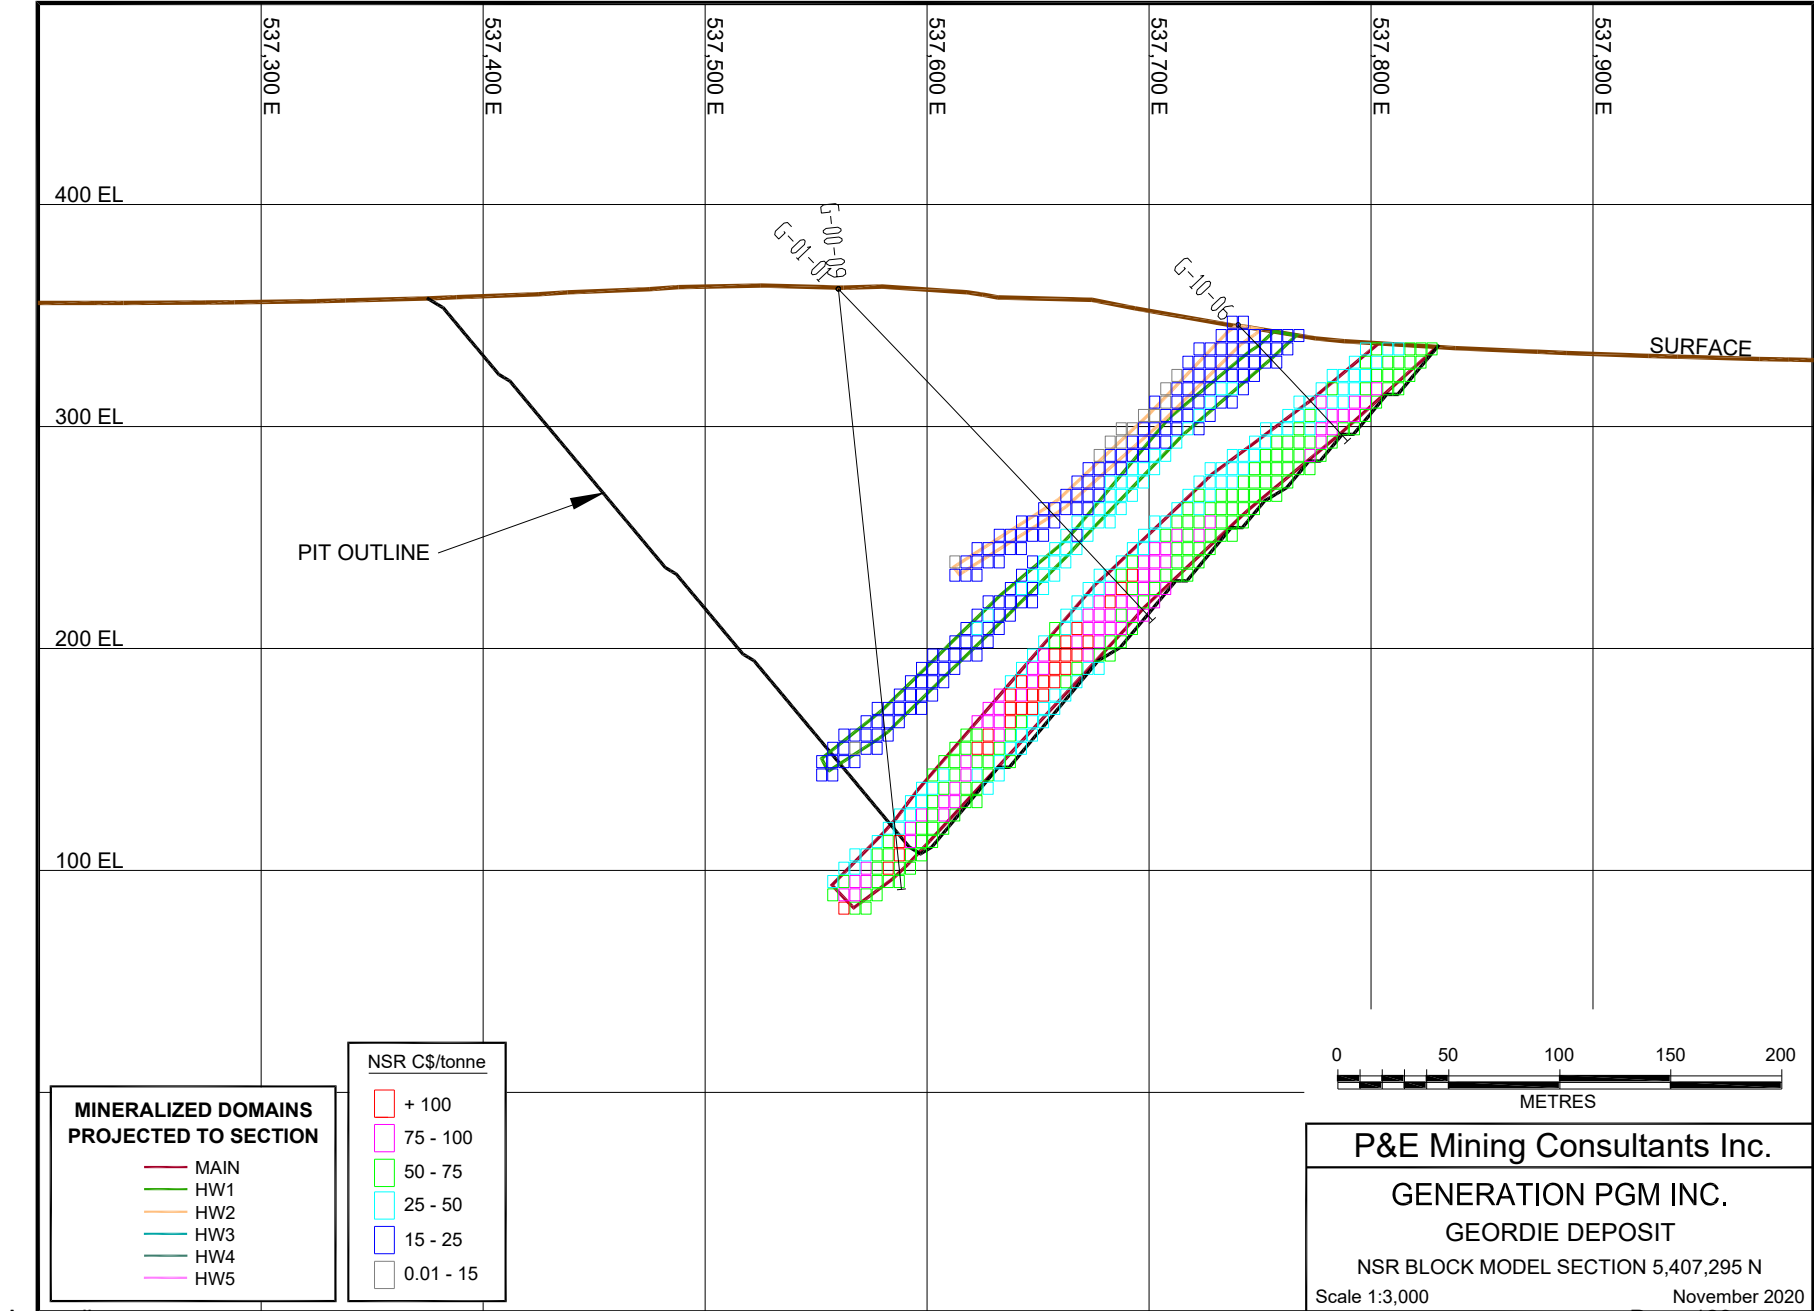 537,300 E
537,400 E
537,500 E
537,600 E
537,700 E
537,800 E
537,900 E
400 EL
300 EL
200 EL
100 EL
G-00-09
G-01-01
G-10-06
SURFACE
PIT OUTLINE
MINERALIZED DOMAINS
PROJECTED TO SECTION
MAIN
HW1
HW2
HW3
HW4
HW5
NSR C$/tonne
+ 100
75 - 100
50 - 75
25 - 50
15 - 25
0.01 - 15
0 50 100 150 200
METRES
P&E Mining Consultants Inc.
GENERATION PGM INC.
GEORDIE DEPOSIT
NSR BLOCK MODEL SECTION 5,407,295 N
Scale 1:3,000 November 2020